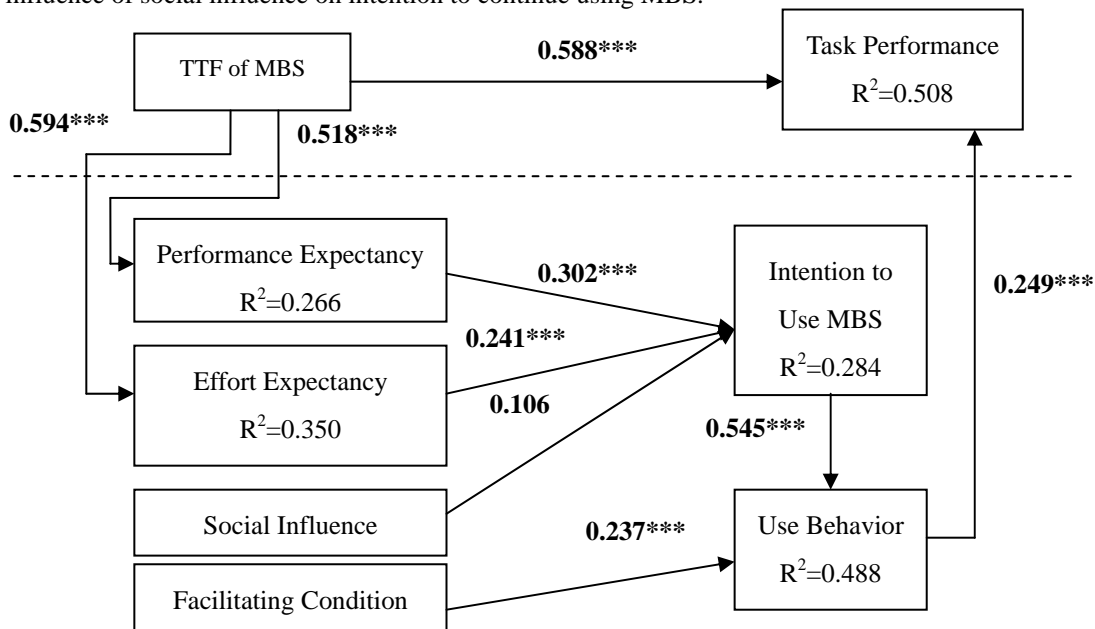 influence of social influence on intention to continue using MBS.
TTF of MBS
0.588***
Task Performance
R²=0.508
0.594***
0.518***
Performance Expectancy
R²=0.266
0.302***
Intention to
Use MBS
R²=0.284
0.249***
0.241***
Effort Expectancy
R²=0.350
0.106
0.545***
Social Influence
0.237***
Use Behavior
R²=0.488
Facilitating Condition